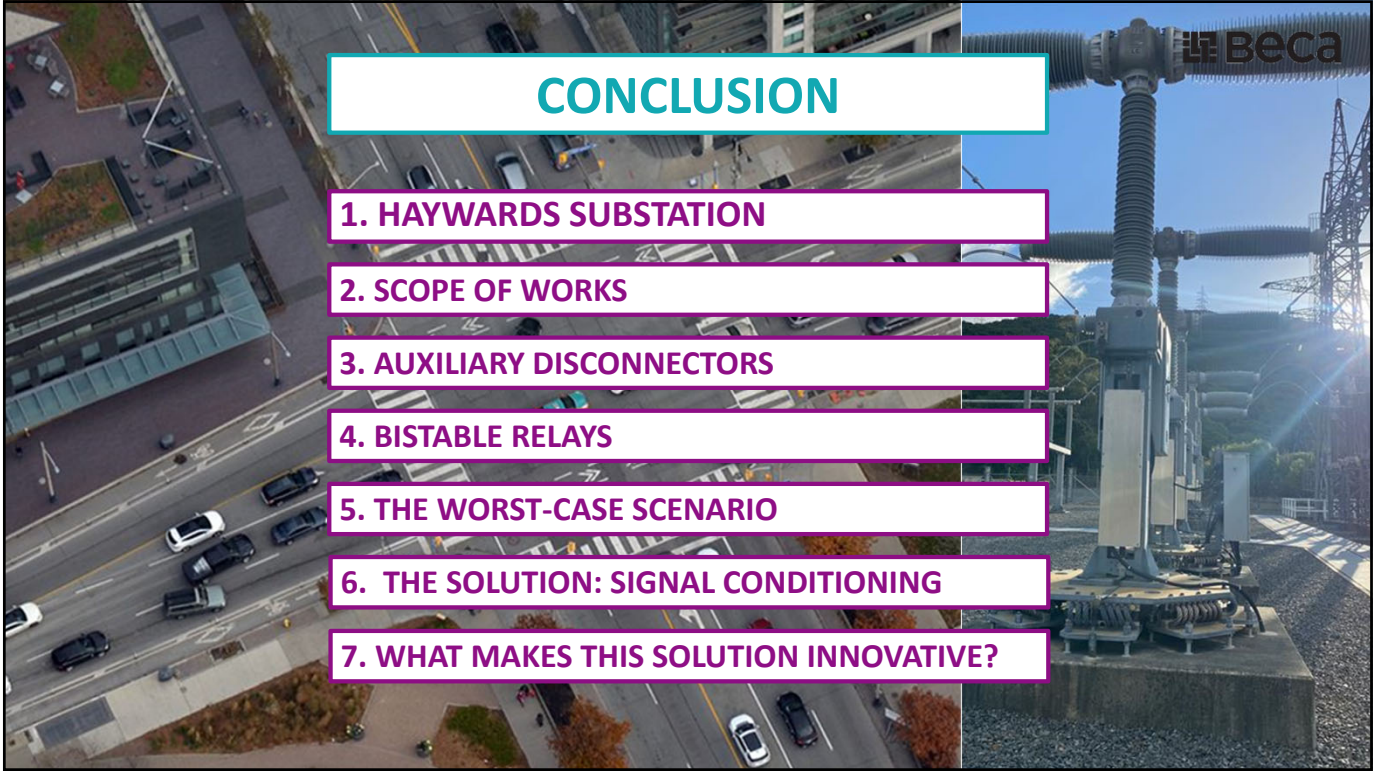 Beca
CONCLUSION
1. HAYWARDS SUBSTATION
2. SCOPE OF WORKS
3. AUXILIARY DISCONNECTORS
4. BISTABLE RELAYS
5. THE WORST-CASE SCENARIO
6.  THE SOLUTION: SIGNAL CONDITIONING
7. WHAT MAKES THIS SOLUTION INNOVATIVE?